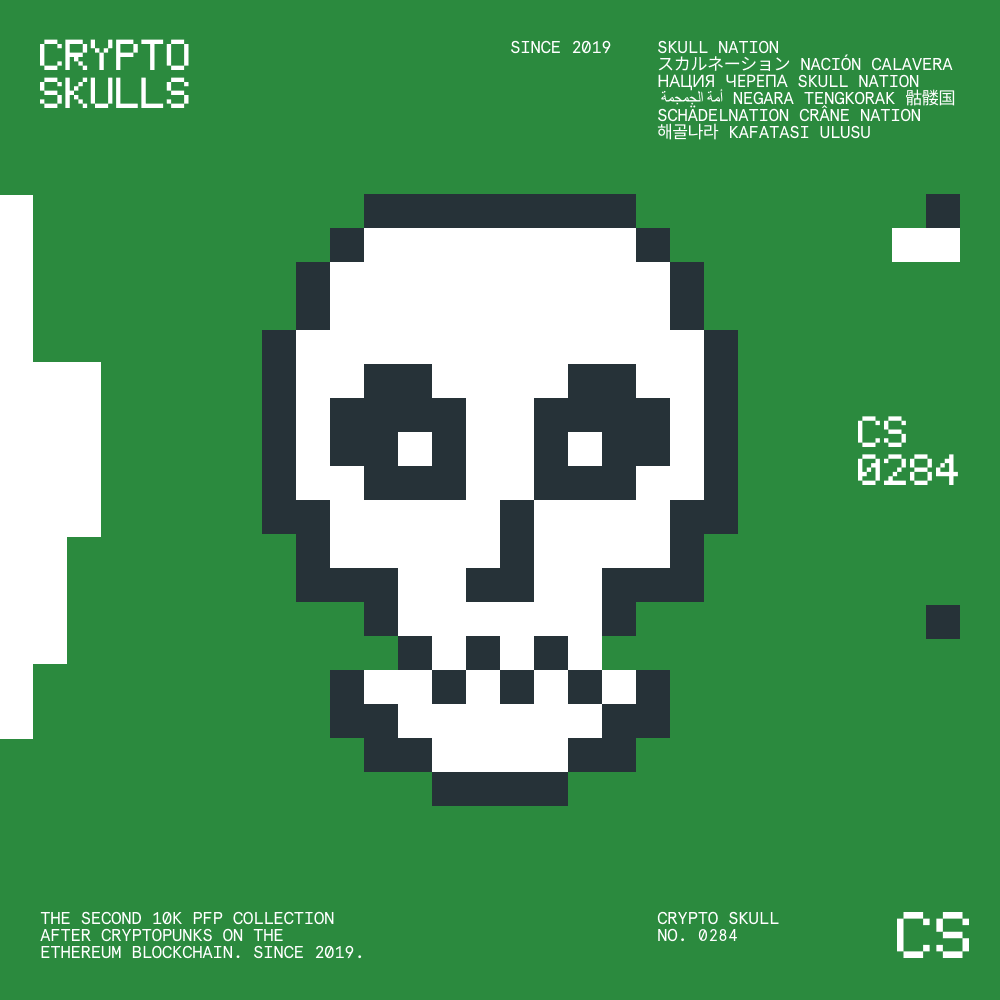 CRYPTO
SKULLS
SINCE 2019
SKULL NATION
スカルネーション NACIÓN CALAVERA
НАЦИЯ ЧЕРЕПА SKULL NATION
أمة الجمجمة NEGARA TENGKORAK 骷髅国
SCHÄDELNATION CRÂNE NATION
해골나라 KAFATASI ULUSU
CS
0284
THE SECOND 10K PFP COLLECTION
AFTER CRYPTOPUNKS ON THE
ETHEREUM BLOCKCHAIN. SINCE 2019.
CRYPTO SKULL
NO. 0284
CS